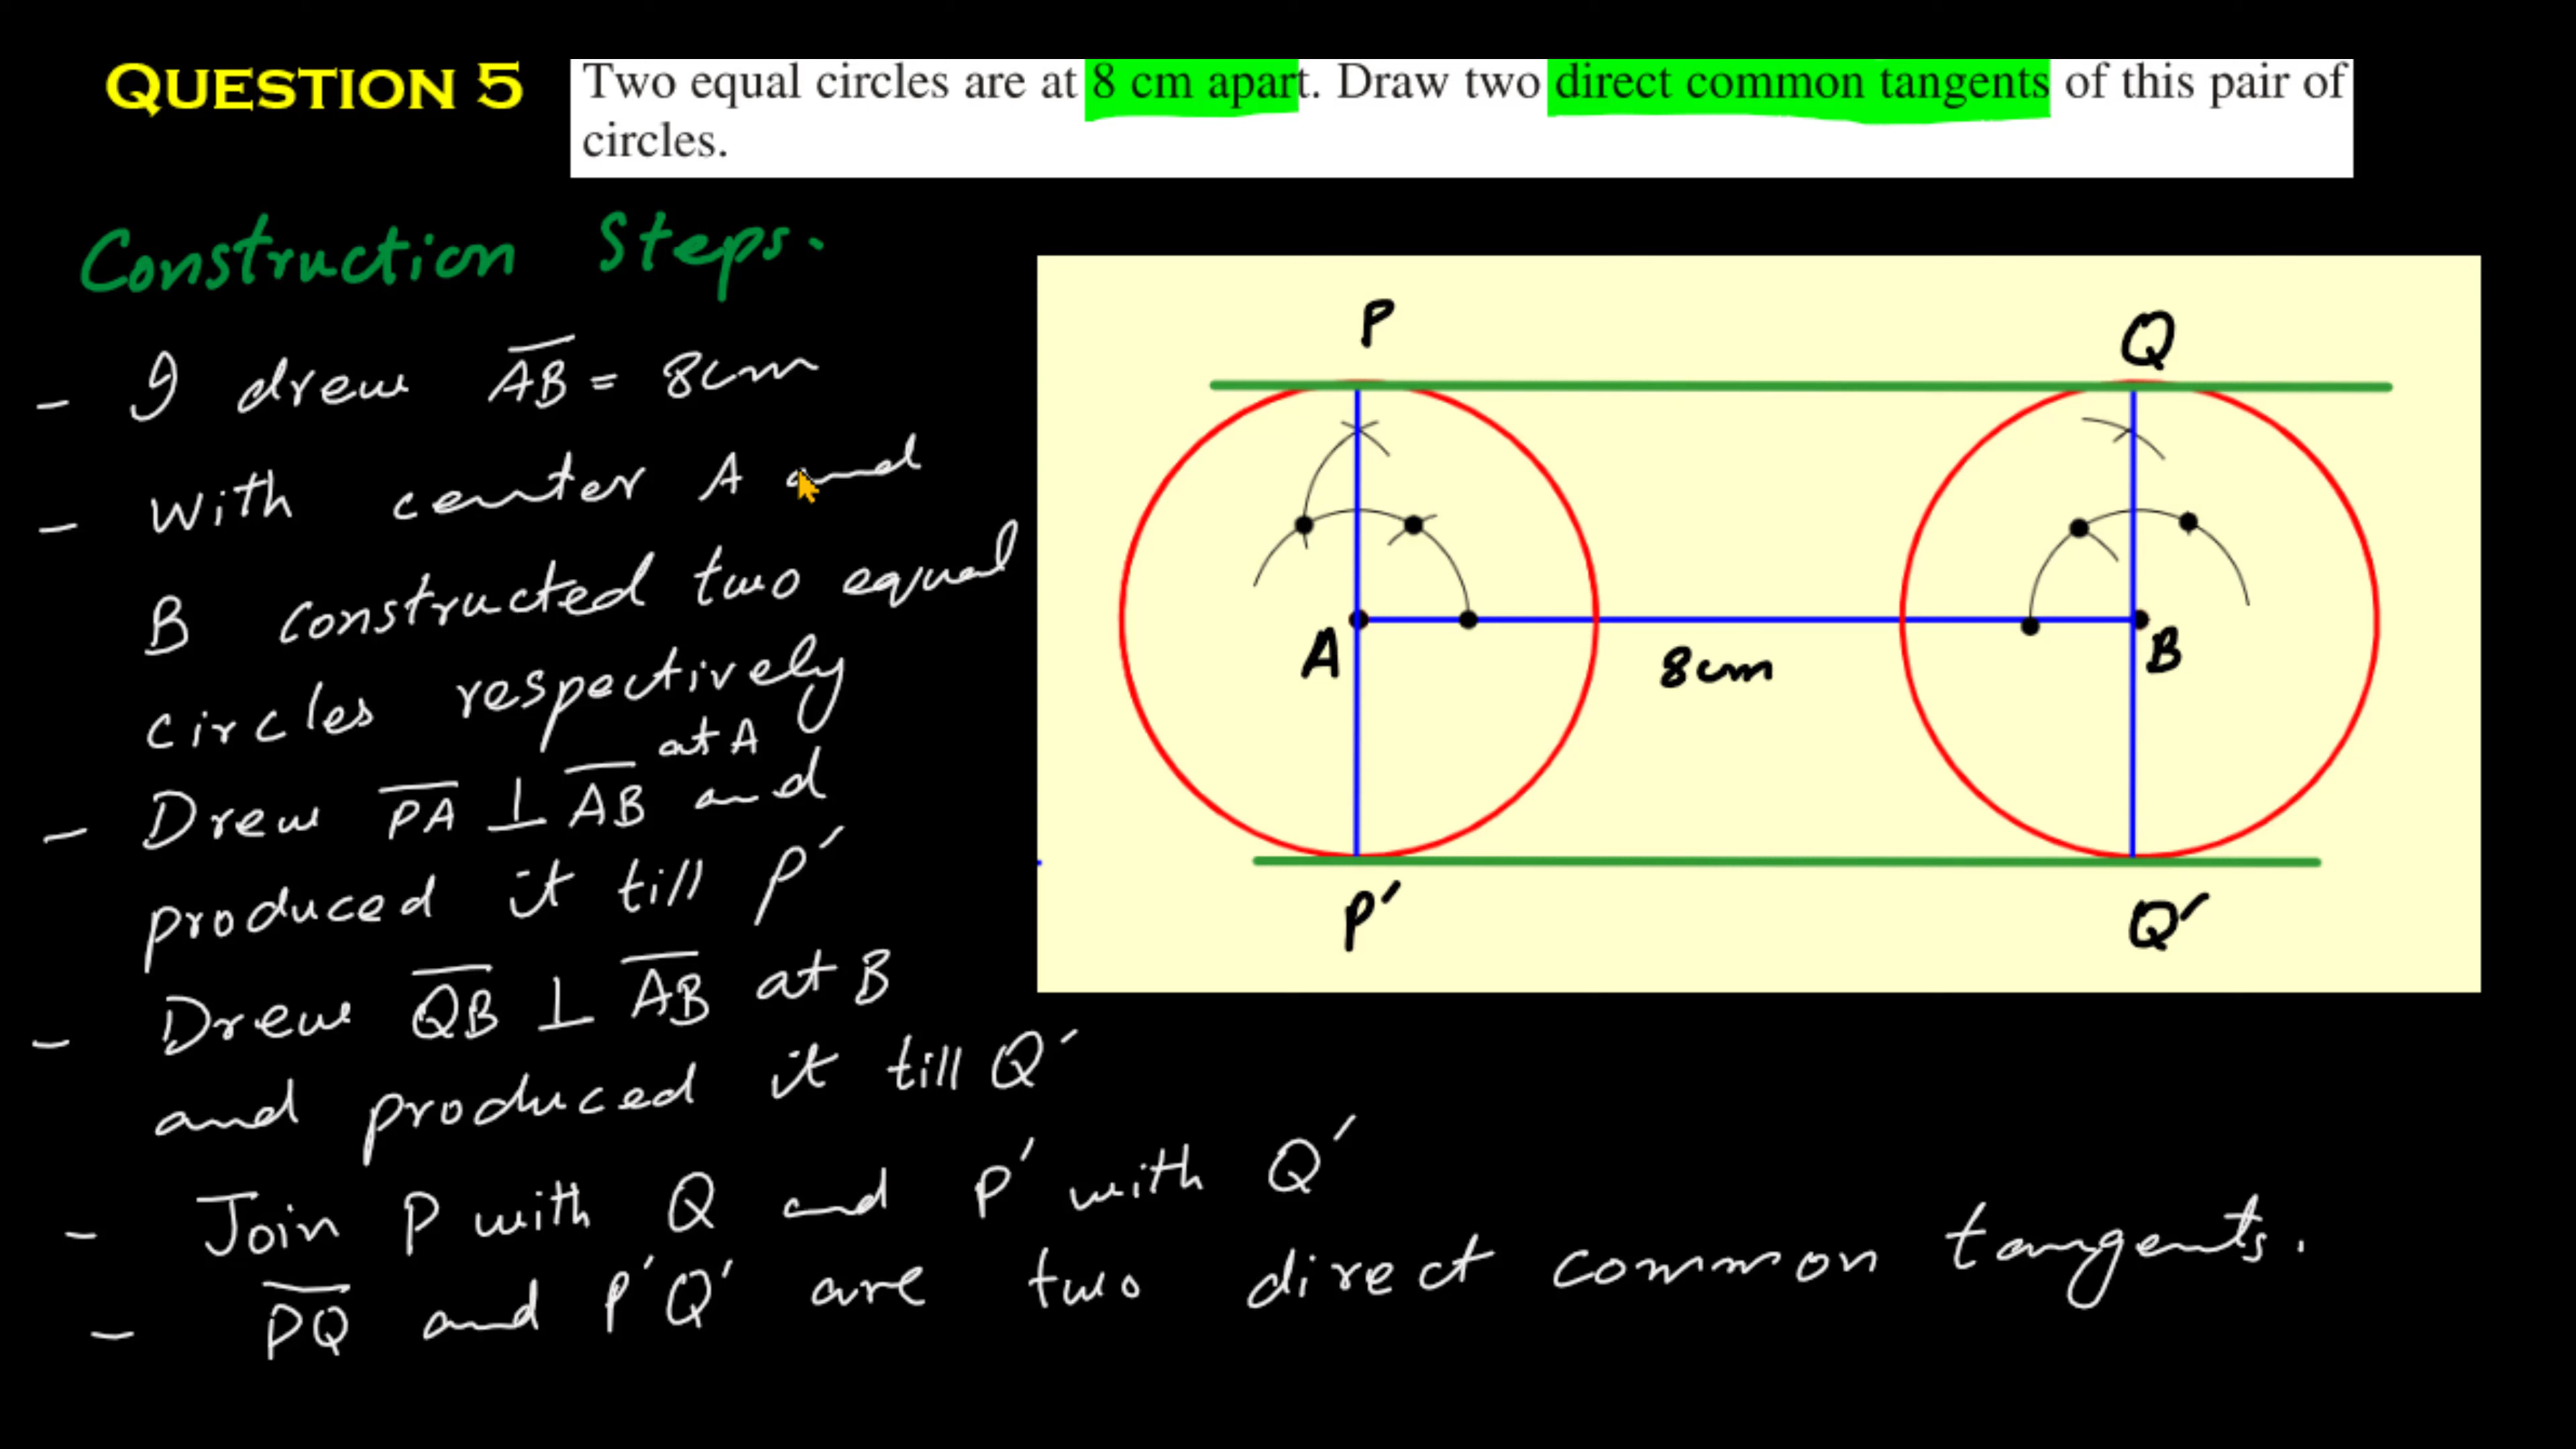 QUESTION 5
Two equal circles are at 8 cm apart. Draw two direct common tangents of this pair of
circles.
Construction Steps.
- I drew AB = 8cm
- With center A and
B constructed two equal
circles respectively
at A
- Drew PA ⊥ AB and
produced it till P′
- Drew QB ⊥ AB at B
and produced it till Q′
- Join P with Q and P′ with Q′
- PQ and P′Q′ are two direct common tangents.
P
Q
A
8cm
B
P′
Q′